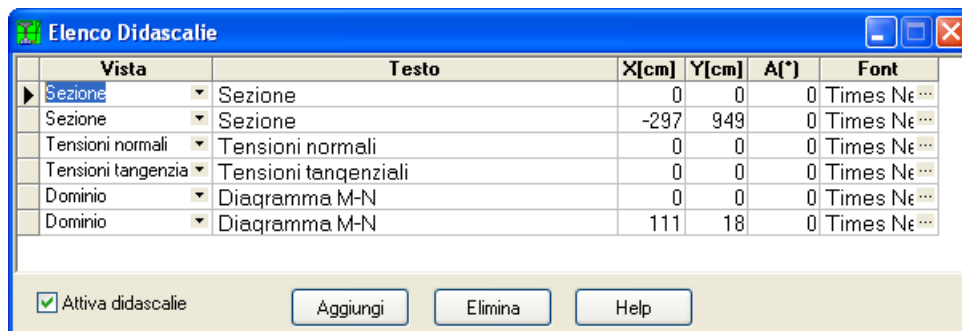 Elenco Didascalie
Vista Testo X[cm] Y[cm] A(°) Font
Sezione Sezione 0 0 0 Times Ne
Sezione Sezione -297 949 0 Times Ne
Tensioni normali Tensioni normali 0 0 0 Times Ne
Tensioni tangenzia Tensioni tangenziali 0 0 0 Times Ne
Dominio Diagramma M-N 0 0 0 Times Ne
Dominio Diagramma M-N 111 18 0 Times Ne
Attiva didascalie Aggiungi Elimina Help